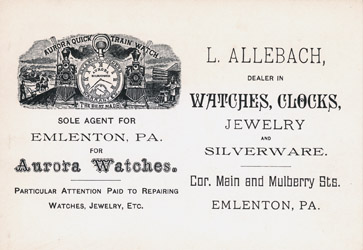 AURORA QUICK TRAIN WATCH
SOLE AGENT FOR
EMLENTON, PA.
FOR
Aurora Watches.
PARTICULAR ATTENTION PAID TO REPAIRING
WATCHES, JEWELRY, ETC.
L. ALLEBACH,
DEALER IN
WATCHES, CLOCKS,
JEWELRY
AND
SILVERWARE.
Cor. Main and Mulberry Sts.
EMLENTON, PA.